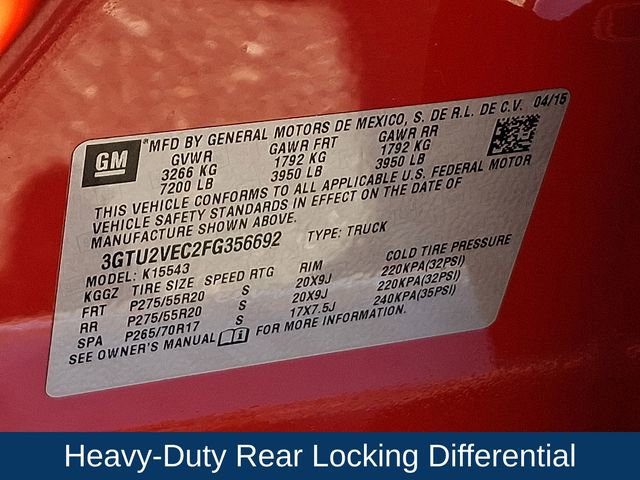 GM
*MFD BY GENERAL MOTORS DE MEXICO, S. DE R.L. DE C.V. 04/15
GVWR GAWR FRT GAWR RR
3266 KG 1792 KG 1792 KG
7200 LB 3950 LB 3950 LB
THIS VEHICLE CONFORMS TO ALL APPLICABLE U.S. FEDERAL MOTOR
VEHICLE SAFETY STANDARDS IN EFFECT ON THE DATE OF
MANUFACTURE SHOWN ABOVE.
3GTU2VEC2FG356692 TYPE: TRUCK
MODEL: K15543
KGGZ TIRE SIZE SPEED RTG RIM COLD TIRE PRESSURE
FRT P275/55R20 S 20X9J 220KPA(32PSI)
RR P275/55R20 S 20X9J 220KPA(32PSI)
SPA P265/70R17 S 17X7.5J 240KPA(35PSI)
SEE OWNER'S MANUAL FOR MORE INFORMATION.
Heavy-Duty Rear Locking Differential